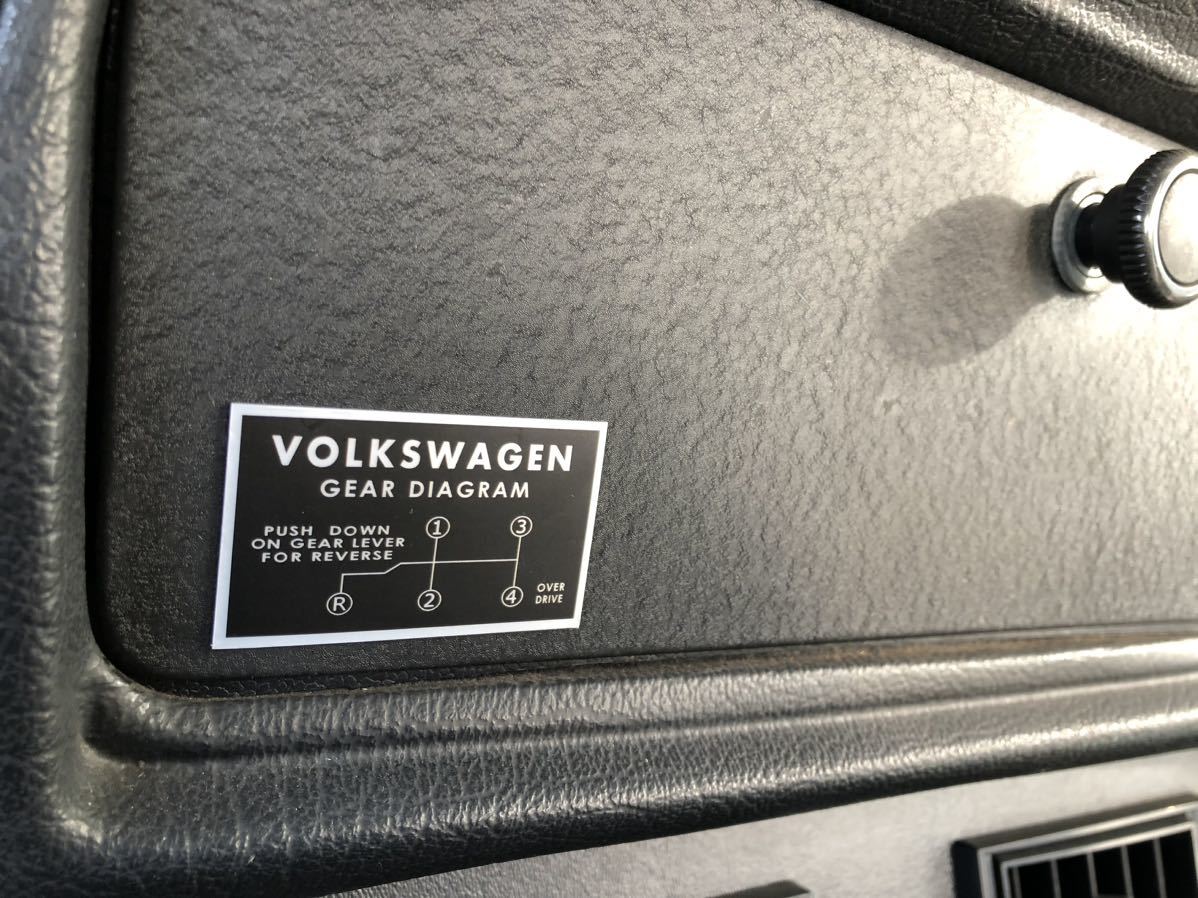 VOLKSWAGEN
GEAR DIAGRAM
PUSH DOWN
ON GEAR LEVER
FOR REVERSE
1
3
R
2
4
OVER
DRIVE